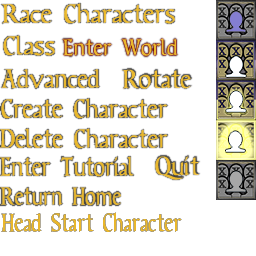 Race Characters
Class Enter World
Advanced Rotate
Create Character
Delete Character
Enter Tutorial Quit
Return Home
Head Start Character